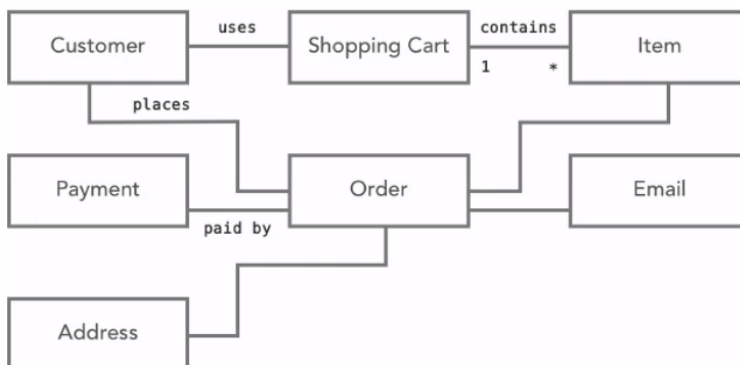 uses
contains
Customer
Shopping Cart
Item
1
*
places
Payment
Order
Email
paid by
Address